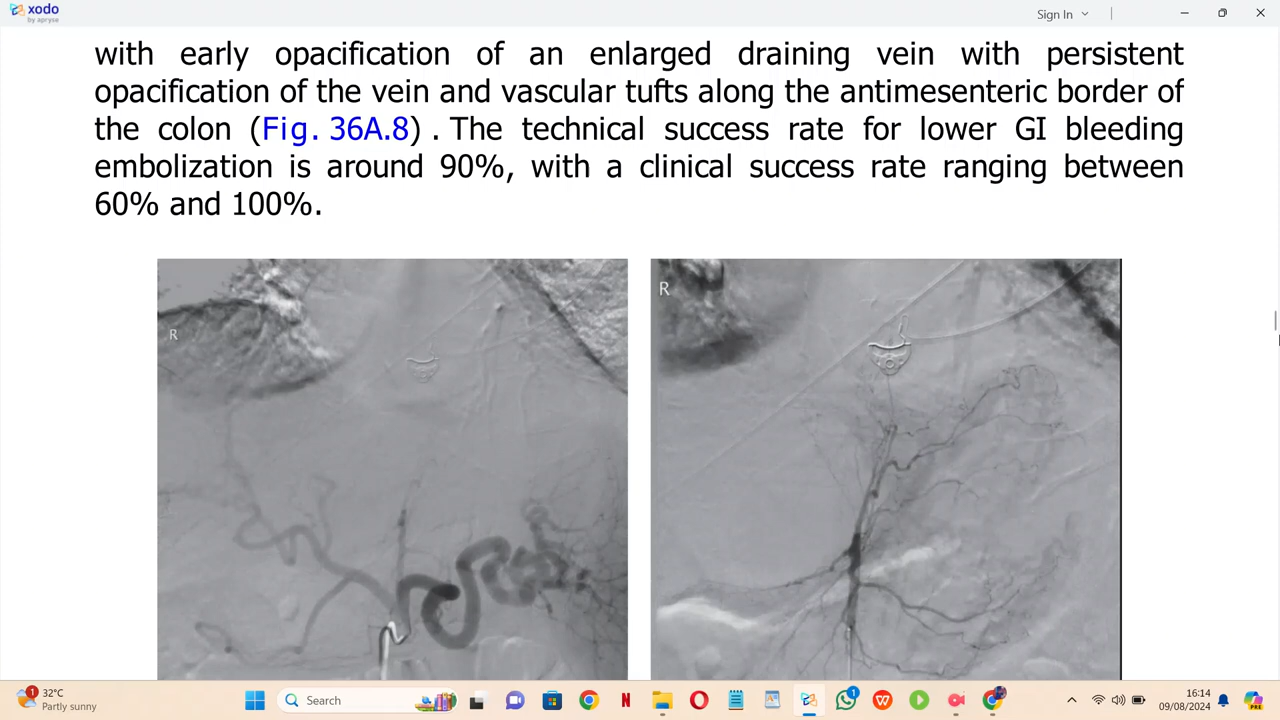 xodo
by apryse
Sign In
with early opacification of an enlarged draining vein with persistent
opacification of the vein and vascular tufts along the antimesenteric border of
the colon (Fig. 36A.8) . The technical success rate for lower GI bleeding
embolization is around 90%, with a clinical success rate ranging between
60% and 100%.
R
R
1
32°C
Partly sunny
Search
1
16:14
09/08/2024